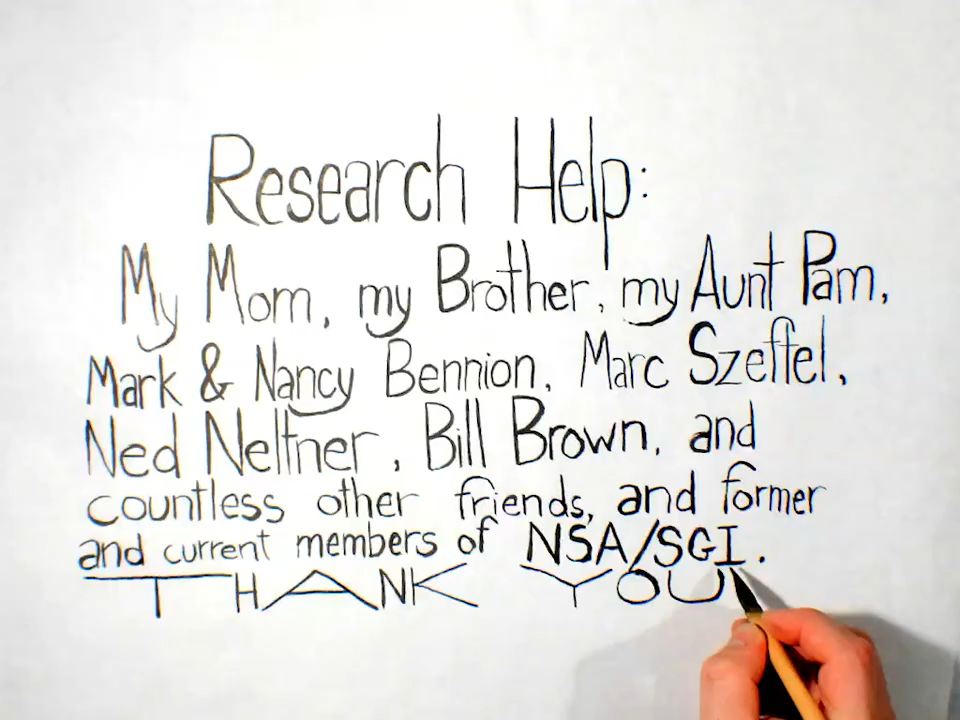 Research Help:
My Mom, my Brother, my Aunt Pam,
Mark & Nancy Bennion, Marc Szeftel,
Ned Neltner, Bill Brown, and
countless other friends, and former
and current members of NSA/SGI.
THANK YOU